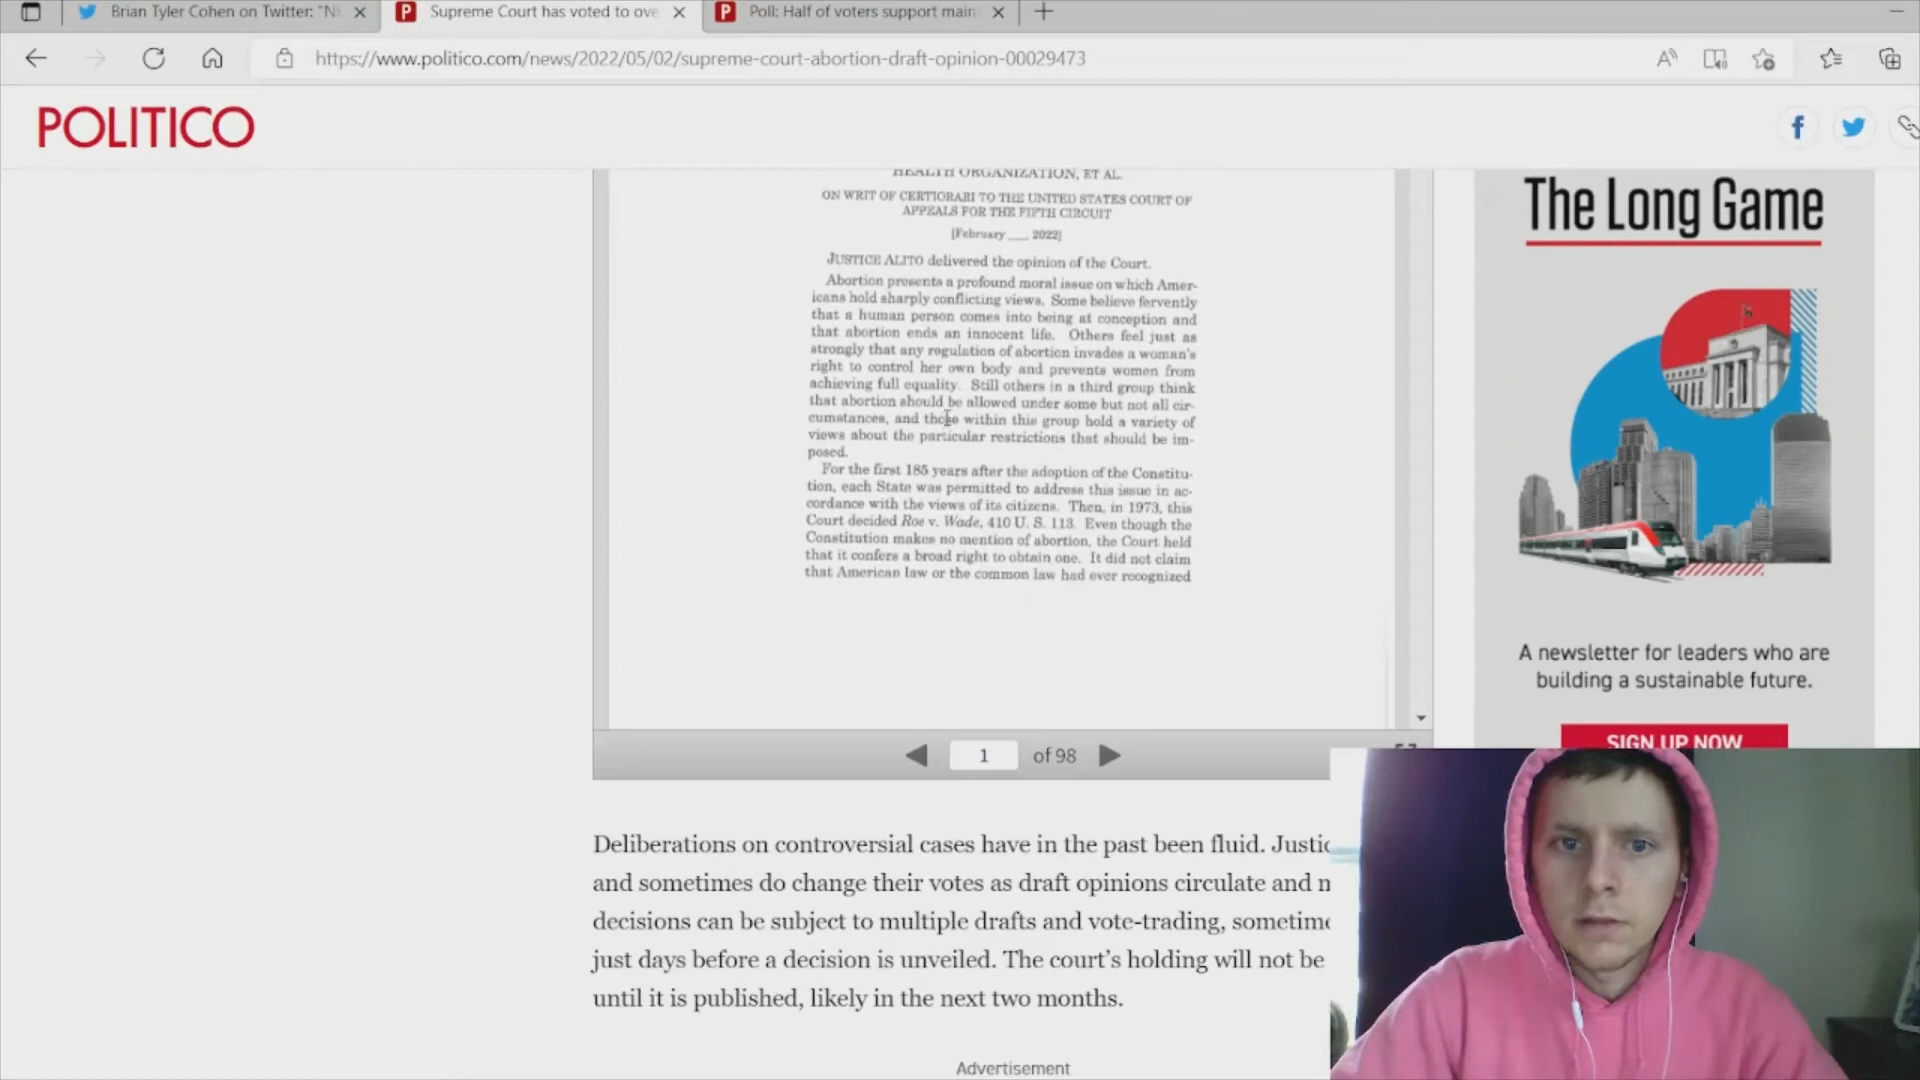 Brian Tyler Cohen on Twitter: "NE
Supreme Court has voted to ove
Poll: Half of voters support main
https://www.politico.com/news/2022/05/02/supreme-court-abortion-draft-opinion-00029473
POLITICO
HEALTH ORGANIZATION, ET AL.
ON WRIT OF CERTIORARI TO THE UNITED STATES COURT OF
APPEALS FOR THE FIFTH CIRCUIT
[February ___, 2022]
JUSTICE ALITO delivered the opinion of the Court.
Abortion presents a profound moral issue on which Amer-
icans hold sharply conflicting views. Some believe fervently
that a human person comes into being at conception and
that abortion ends an innocent life. Others feel just as
strongly that any regulation of abortion invades a woman's
right to control her own body and prevents women from
achieving full equality. Still others in a third group think
that abortion should be allowed under some but not all cir-
cumstances, and those within this group hold a variety of
views about the particular restrictions that should be im-
posed.
For the first 185 years after the adoption of the Constitu-
tion, each State was permitted to address this issue in ac-
cordance with the views of its citizens. Then, in 1973, this
Court decided Roe v. Wade, 410 U. S. 113. Even though the
Constitution makes no mention of abortion, the Court held
that it confers a broad right to obtain one. It did not claim
that American law or the common law had ever recognized
1 of 98
Deliberations on controversial cases have in the past been fluid. Justic
and sometimes do change their votes as draft opinions circulate and m
decisions can be subject to multiple drafts and vote-trading, sometime
just days before a decision is unveiled. The court's holding will not be
until it is published, likely in the next two months.
Advertisement
The Long Game
A newsletter for leaders who are
building a sustainable future.
SIGN UP NOW